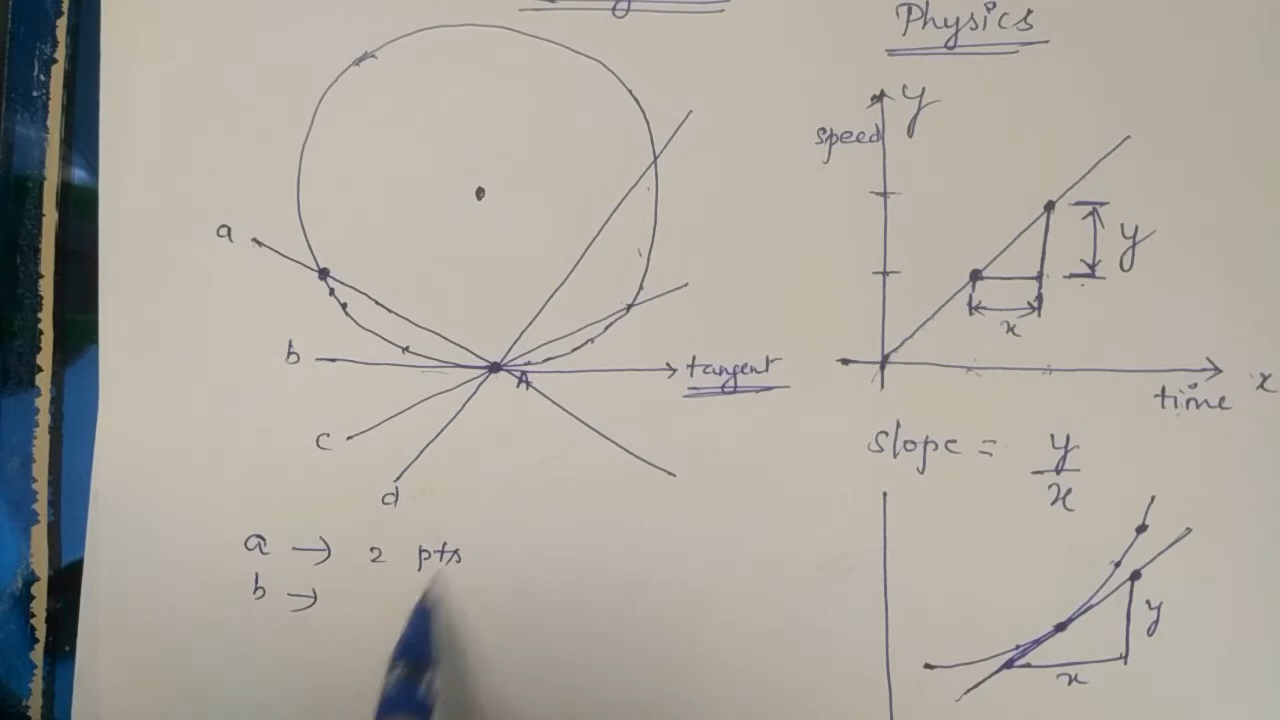 Physics
y
speed
a
y
x
b
A
tangent
time
x
c
slope = y/x
d
a → 2 pts
b →
y
x